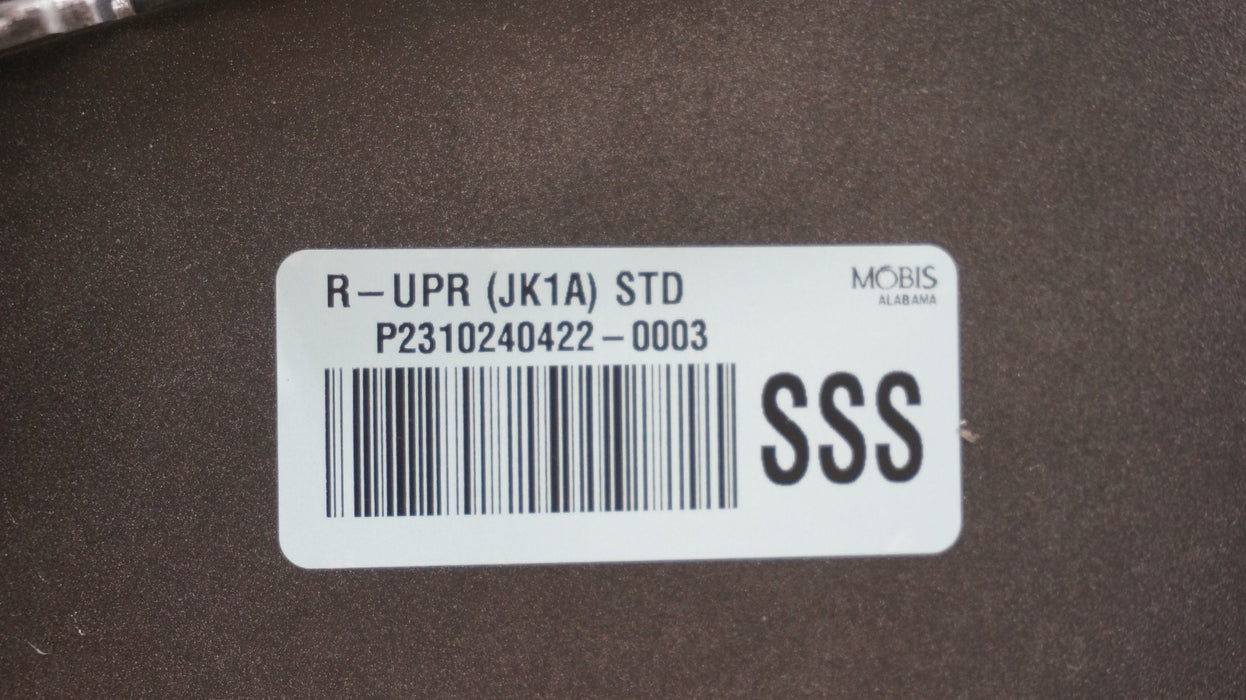 R-UPR (JK1A) STD
MOBIS
ALABAMA
P2310240422-0003
SSS